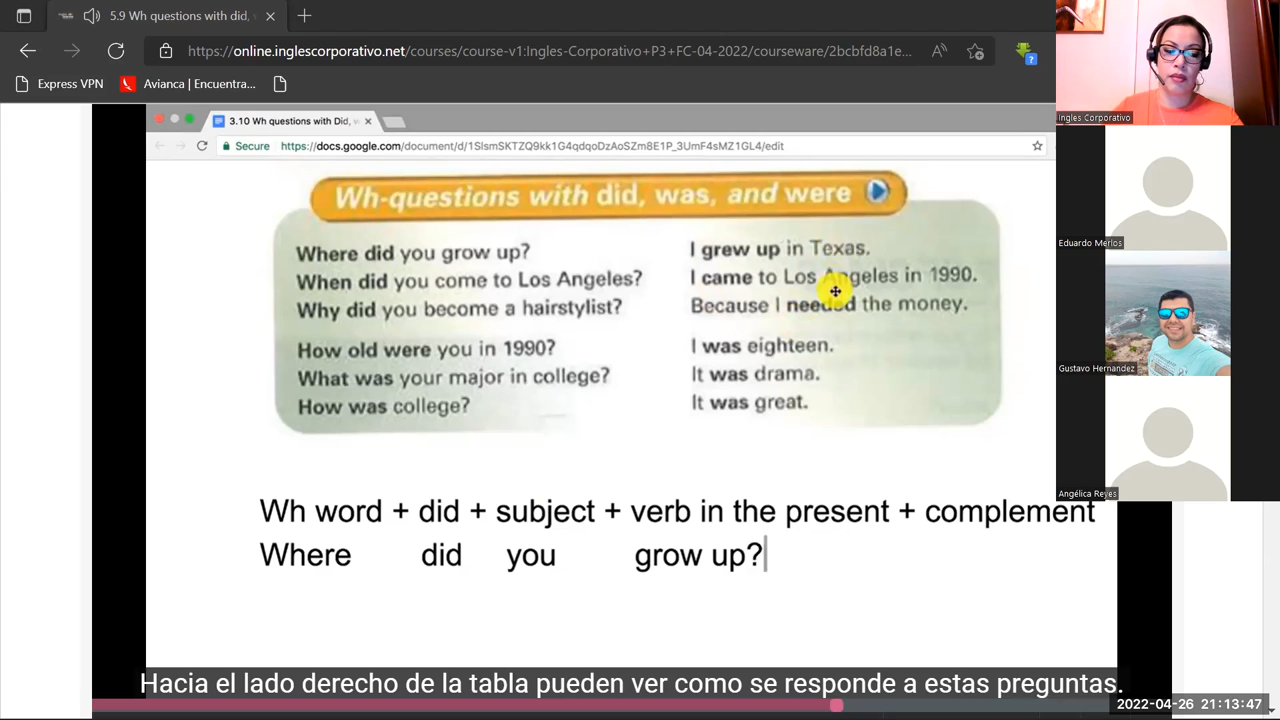 5.9 Wh questions with did,
https://online.inglescorporativo.net/courses/course-v1:Ingles-Corporativo+P3+FC-04-2022/courseware/2bcbfd8a1e...
Express VPN
Avianca | Encuentra...
Ingles Corporativo
3.10 Wh questions with Did,
Secure
https://docs.google.com/document/d/1SlsmSKTZQ9kk1G4qdqoDzAoSZm8E1P_3UmF4sMZ1GL4/edit
Wh-questions with did, was, and were
Where did you grow up?
I grew up in Texas.
When did you come to Los Angeles?
I came to Los Angeles in 1990.
Why did you become a hairstylist?
Because I needed the money.
How old were you in 1990?
I was eighteen.
What was your major in college?
It was drama.
How was college?
It was great.
Eduardo Merlos
Gustavo Hernandez
Angélica Reyes
Wh word + did + subject + verb in the present + complement
Where did you grow up?
Hacia el lado derecho de la tabla pueden ver como se responde a estas preguntas.
2022-04-26 21:13:47